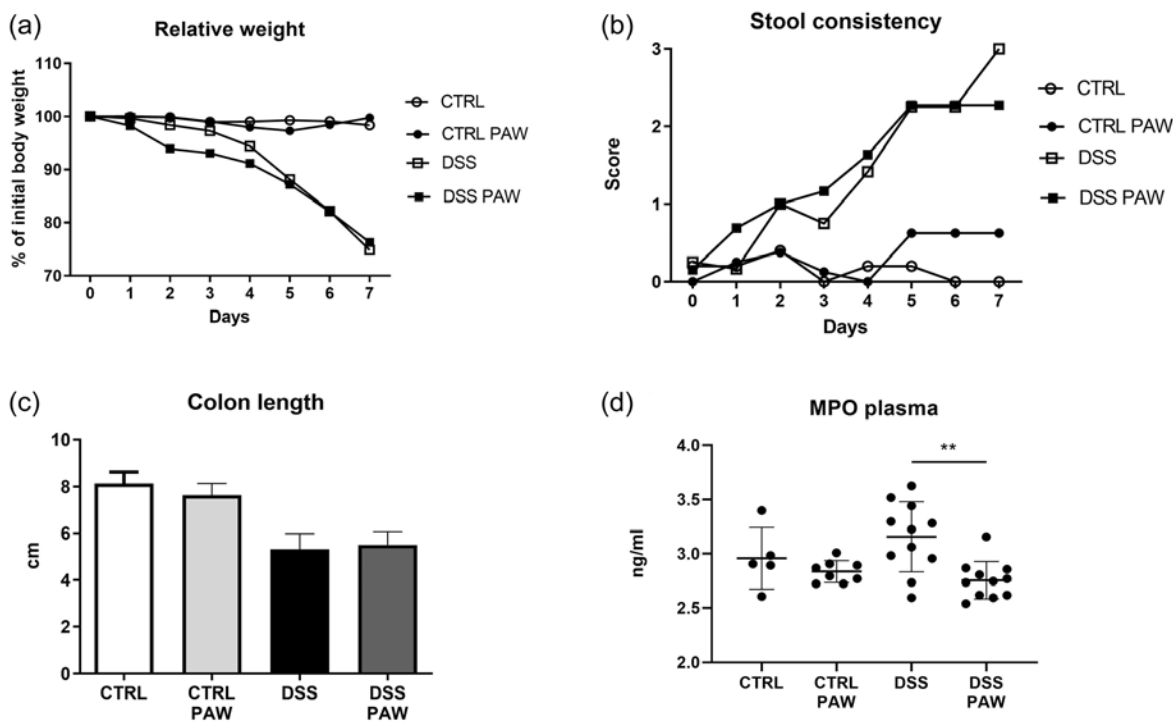 (a)
Relative weight
% of initial body weight
110
100
90
80
70
0 1 2 3 4 5 6 7
Days
CTRL
CTRL PAW
DSS
DSS PAW
(b)
Stool consistency
Score
3
2
1
0
0 1 2 3 4 5 6 7
Days
CTRL
CTRL PAW
DSS
DSS PAW
(c)
Colon length
cm
10
8
6
4
2
0
CTRL
CTRL
PAW
DSS
DSS
PAW
(d)
MPO plasma
ng/ml
4.0
3.5
3.0
2.5
2.0
**
CTRL
CTRL
PAW
DSS
DSS
PAW